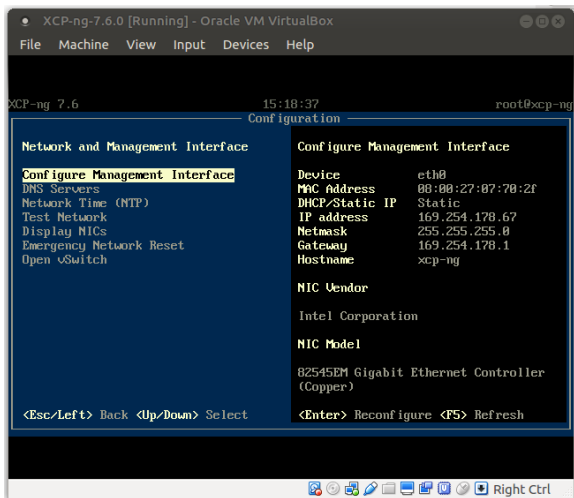 XCP-ng-7.6.0 [Running] - Oracle VM VirtualBox
File Machine View Input Devices Help
XCP-ng 7.6 15:18:37 root@xcp-ng
Configuration
Network and Management Interface
Configure Management Interface
DNS Servers
Network Time (NTP)
Test Network
Display NICs
Emergency Network Reset
Open vSwitch
<Esc/Left> Back <Up/Down> Select
Configure Management Interface
Device eth0
MAC Address 08:00:27:07:70:2f
DHCP/Static IP Static
IP address 169.254.178.67
Netmask 255.255.255.0
Gateway 169.254.178.1
Hostname xcp-ng
NIC Vendor
Intel Corporation
NIC Model
82545EM Gigabit Ethernet Controller
(Copper)
<Enter> Reconfigure <F5> Refresh
Right Ctrl